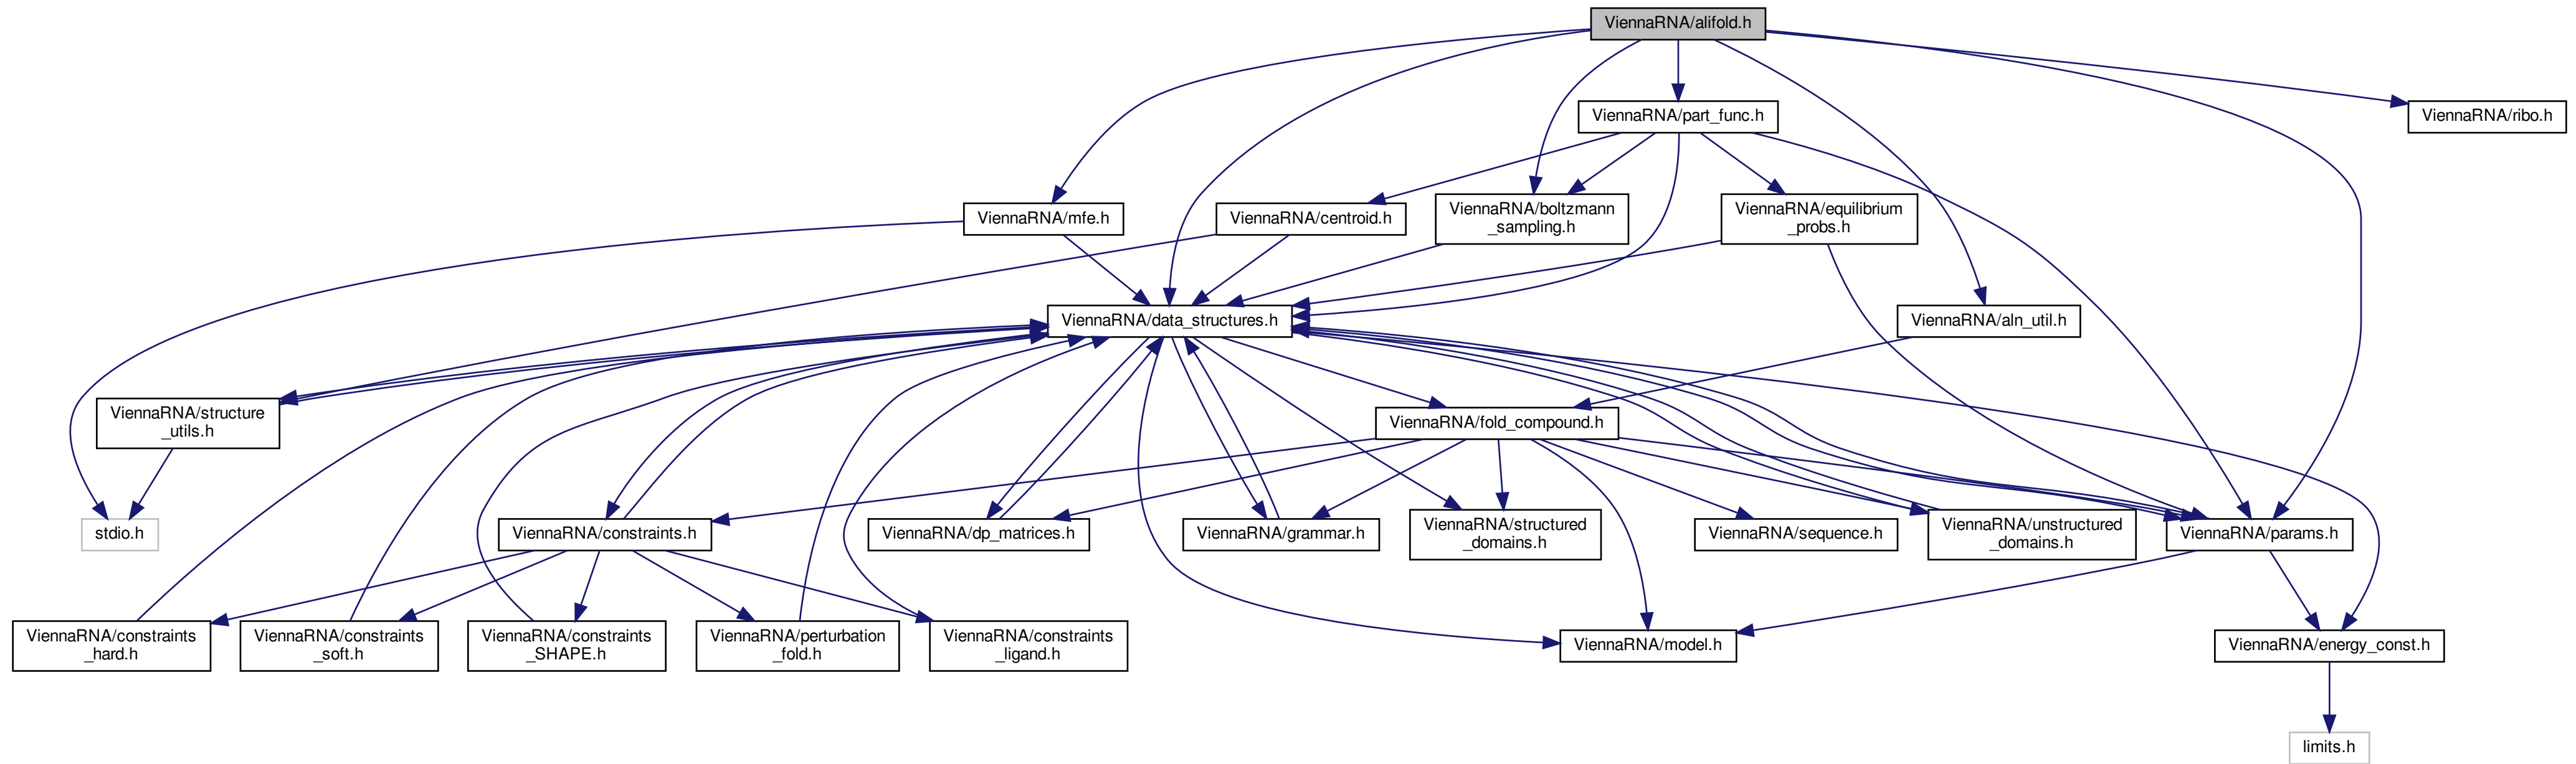 ViennaRNA/alifold.h
ViennaRNA/part_func.h
ViennaRNA/ribo.h
ViennaRNA/mfe.h
ViennaRNA/centroid.h
ViennaRNA/boltzmann
_sampling.h
ViennaRNA/equilibrium
_probs.h
ViennaRNA/data_structures.h
ViennaRNA/aln_util.h
ViennaRNA/structure
_utils.h
ViennaRNA/fold_compound.h
stdio.h
ViennaRNA/constraints.h
ViennaRNA/dp_matrices.h
ViennaRNA/grammar.h
ViennaRNA/structured
_domains.h
ViennaRNA/sequence.h
ViennaRNA/unstructured
_domains.h
ViennaRNA/params.h
ViennaRNA/constraints
_hard.h
ViennaRNA/constraints
_soft.h
ViennaRNA/constraints
_SHAPE.h
ViennaRNA/perturbation
_fold.h
ViennaRNA/constraints
_ligand.h
ViennaRNA/model.h
ViennaRNA/energy_const.h
limits.h